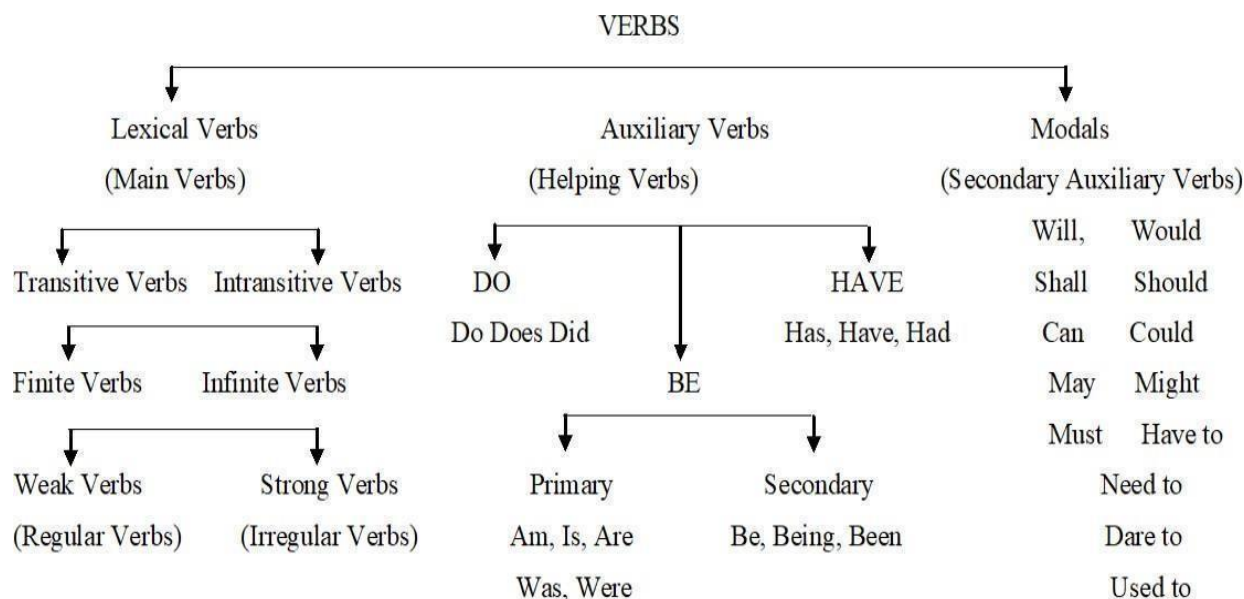 VERBS
Lexical Verbs Auxiliary Verbs Modals
(Main Verbs) (Helping Verbs) (Secondary Auxiliary Verbs)
Will, Would
Transitive Verbs Intransitive Verbs DO HAVE Shall Should
Do Does Did Has, Have, Had Can Could
Finite Verbs Infinite Verbs BE May Might
Must Have to
Weak Verbs Strong Verbs Primary Secondary Need to
(Regular Verbs) (Irregular Verbs) Am, Is, Are Be, Being, Been Dare to
Was, Were Used to